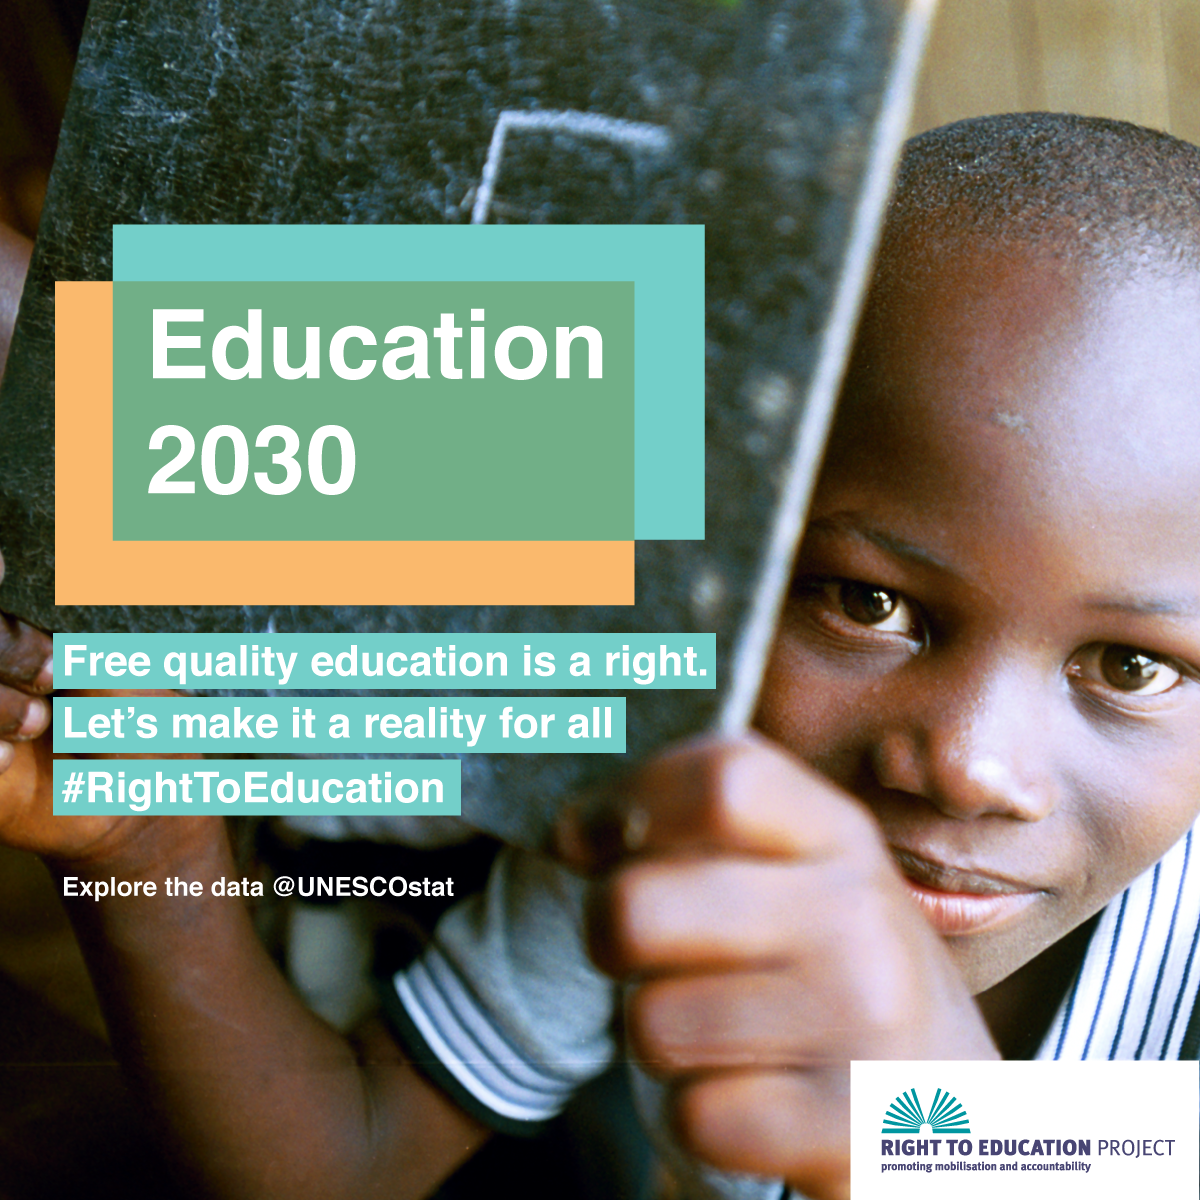 Education
2030
Free quality education is a right.
Let’s make it a reality for all
#RightToEducation
Explore the data @UNESCOstat
RIGHT TO EDUCATION PROJECT
promoting mobilisation and accountability